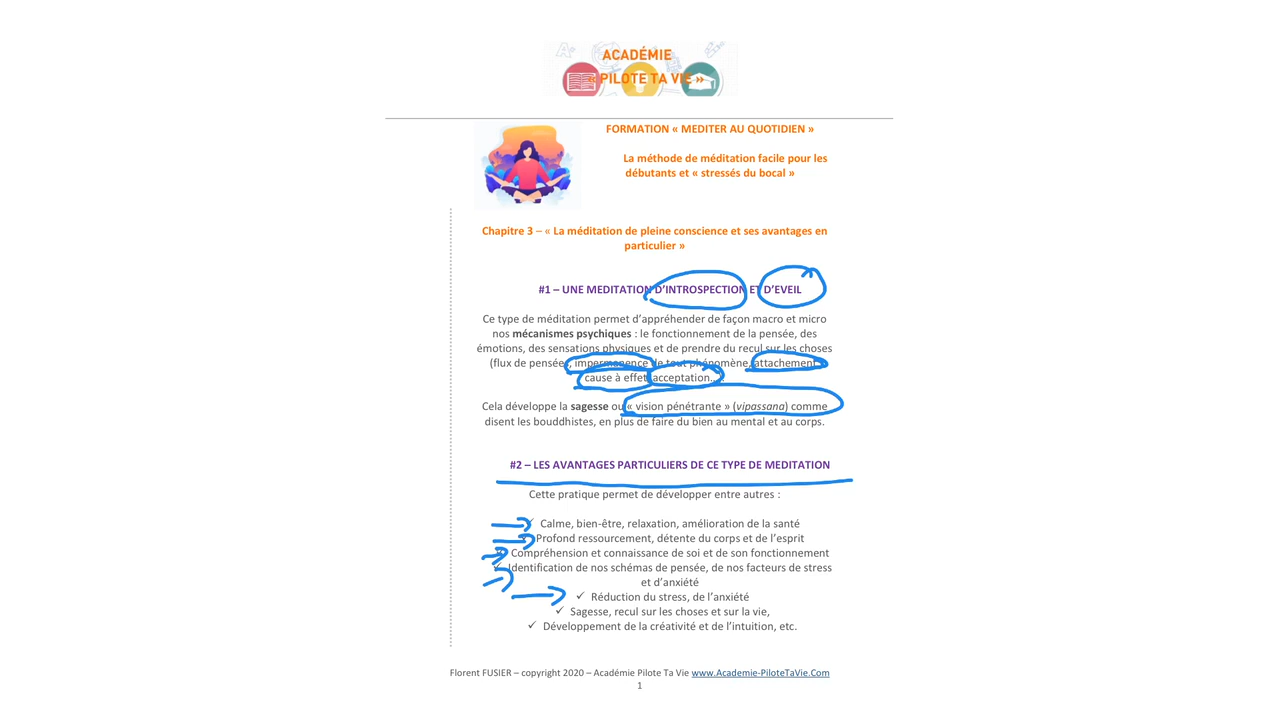 ACADÉMIE
« PILOTE TA VIE »
FORMATION « MEDITER AU QUOTIDIEN »
La méthode de méditation facile pour les
débutants et « stressés du bocal »
Chapitre 3 – « La méditation de pleine conscience et ses avantages en
particulier »
#1 – UNE MEDITATION D’INTROSPECTION ET D’EVEIL
Ce type de méditation permet d’appréhender de façon macro et micro
nos mécanismes psychiques : le fonctionnement de la pensée, des
émotions, des sensations physiques et de prendre du recul sur les choses
(flux de pensée, impermanence de tout phénomène, attachement,
cause à effet, acceptation...).
Cela développe la sagesse ou « vision pénétrante » (vipassana) comme
disent les bouddhistes, en plus de faire du bien au mental et au corps.
#2 – LES AVANTAGES PARTICULIERS DE CE TYPE DE MEDITATION
Cette pratique permet de développer entre autres :
✓ Calme, bien-être, relaxation, amélioration de la santé
✓ Profond ressourcement, détente du corps et de l’esprit
✓ Compréhension et connaissance de soi et de son fonctionnement
✓ Identification de nos schémas de pensée, de nos facteurs de stress
et d’anxiété
✓ Réduction du stress, de l’anxiété
✓ Sagesse, recul sur les choses et sur la vie,
✓ Développement de la créativité et de l’intuition, etc.
Florent FUSIER – copyright 2020 – Académie Pilote Ta Vie www.Academie-PiloteTaVie.Com
1